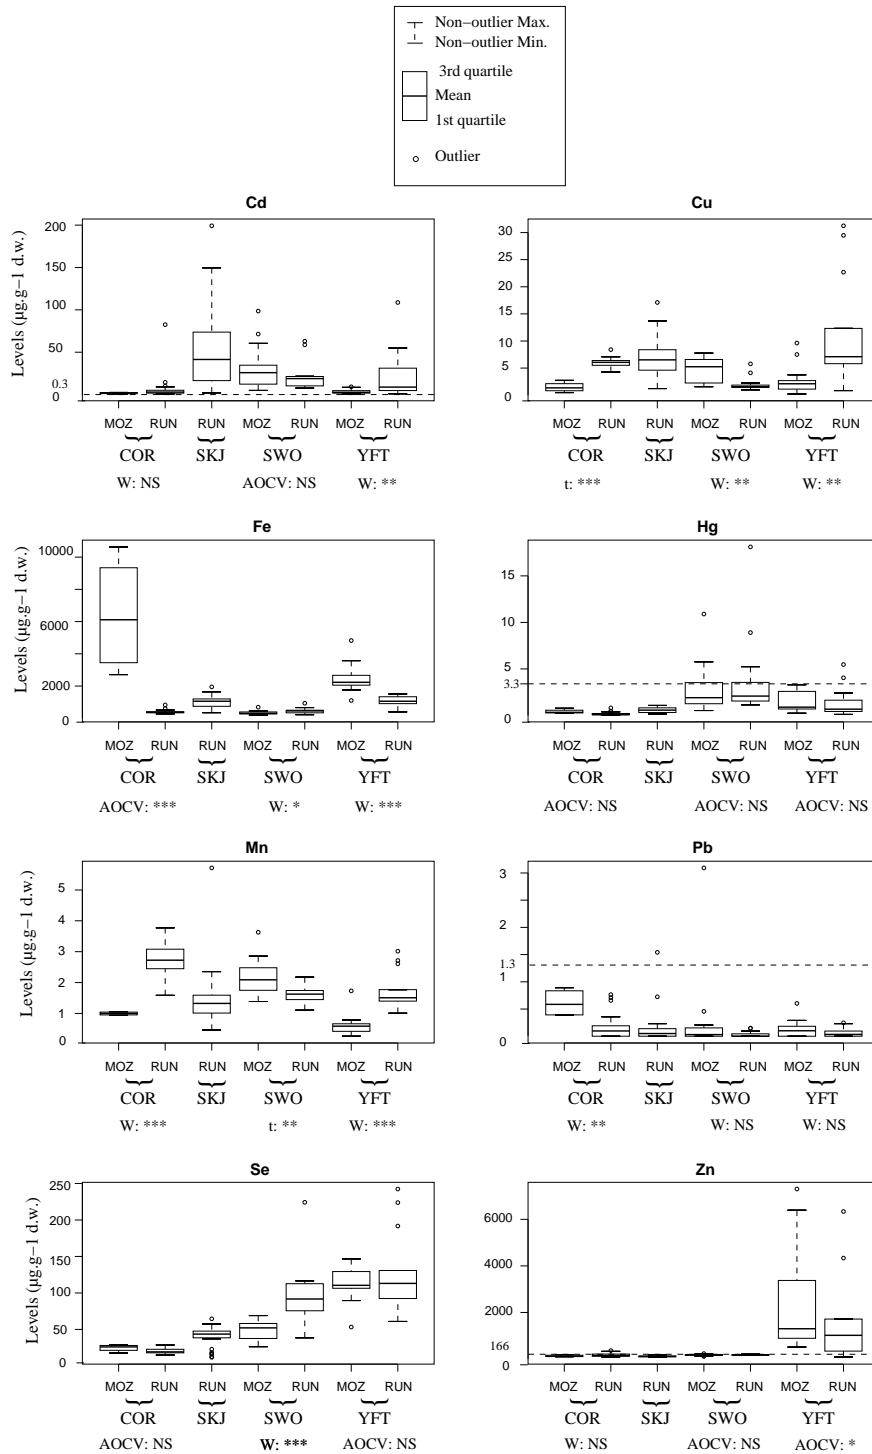 Non−outlier Max.
Non−outlier Min.
3rd quartile
Mean
1st quartile
Outlier
Cd
Levels (µg.g−1 d.w.)
200
150
100
50
0.3
0
MOZ RUN RUN MOZ RUN MOZ RUN
COR SKJ SWO YFT
W: NS AOCV: NS W: **
Cu
30
25
20
15
10
5
0
MOZ RUN RUN MOZ RUN MOZ RUN
COR SKJ SWO YFT
t: *** W: ** W: **
Fe
Levels (µg.g−1 d.w.)
10000
6000
2000
0
MOZ RUN RUN MOZ RUN MOZ RUN
COR SKJ SWO YFT
AOCV: *** W: * W: ***
Hg
15
10
5
3.3
0
MOZ RUN RUN MOZ RUN MOZ RUN
COR SKJ SWO YFT
AOCV: NS AOCV: NS AOCV: NS
Mn
Levels (µg.g−1 d.w.)
5
4
3
2
1
0
MOZ RUN RUN MOZ RUN MOZ RUN
COR SKJ SWO YFT
W: *** t: ** W: ***
Pb
3
2
1.3
1
0
MOZ RUN RUN MOZ RUN MOZ RUN
COR SKJ SWO YFT
W: ** W: NS W: NS
Se
Levels (µg.g−1 d.w.)
250
200
150
100
50
0
MOZ RUN RUN MOZ RUN MOZ RUN
COR SKJ SWO YFT
AOCV: NS W: *** AOCV: NS
Zn
6000
4000
2000
166
0
MOZ RUN RUN MOZ RUN MOZ RUN
COR SKJ SWO YFT
W: NS AOCV: NS AOCV: *